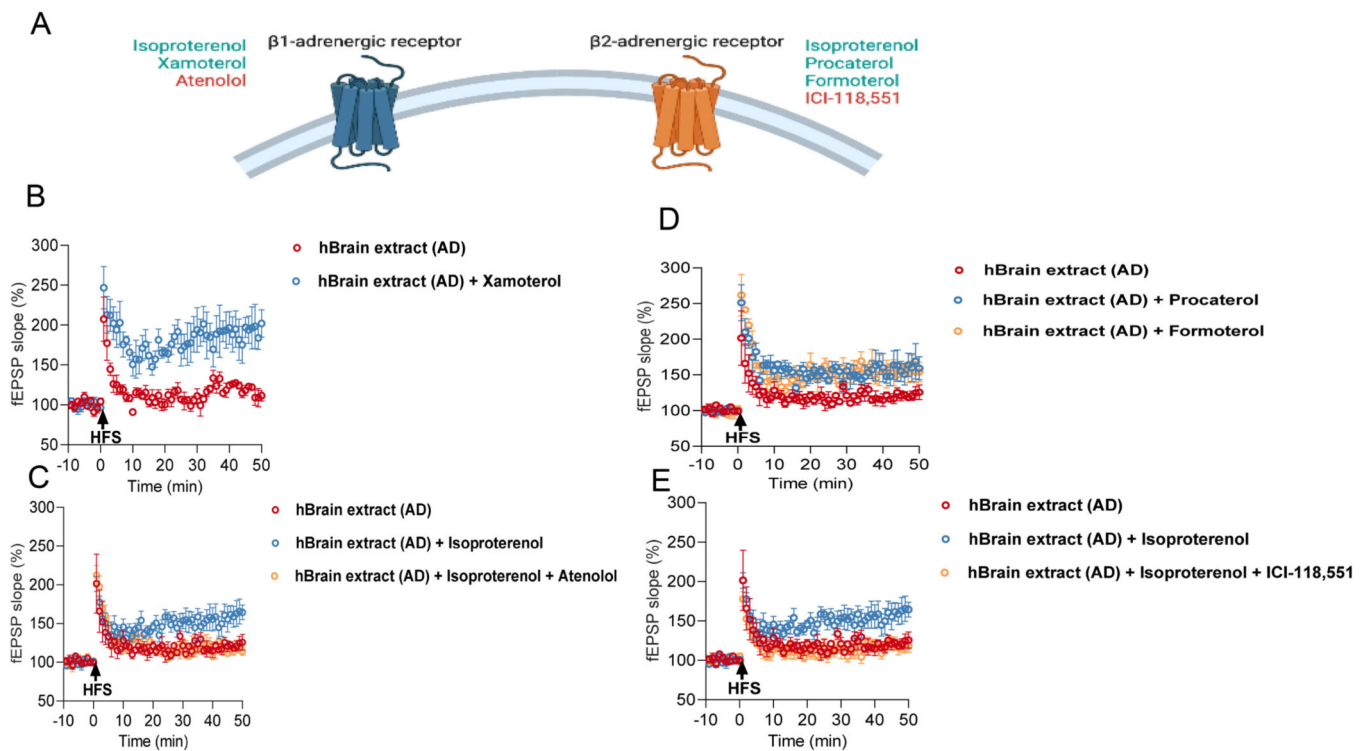 A
Isoproterenol
Xamoterol
Atenolol
β1-adrenergic receptor
β2-adrenergic receptor
Isoproterenol
Procaterol
Formoterol
ICI-118,551
B
fEPSP slope (%)
300
250
200
150
100
50
HFS
-10 0 10 20 30 40 50
Time (min)
hBrain extract (AD)
hBrain extract (AD) + Xamoterol
D
fEPSP slope (%)
300
250
200
150
100
50
HFS
-10 0 10 20 30 40 50
Time (min)
hBrain extract (AD)
hBrain extract (AD) + Procaterol
hBrain extract (AD) + Formoterol
C
fEPSP slope (%)
300
250
200
150
100
50
HFS
-10 0 10 20 30 40 50
Time (min)
hBrain extract (AD)
hBrain extract (AD) + Isoproterenol
hBrain extract (AD) + Isoproterenol + Atenolol
E
fEPSP slope (%)
300
250
200
150
100
50
HFS
-10 0 10 20 30 40 50
Time (min)
hBrain extract (AD)
hBrain extract (AD) + Isoproterenol
hBrain extract (AD) + Isoproterenol + ICI-118,551